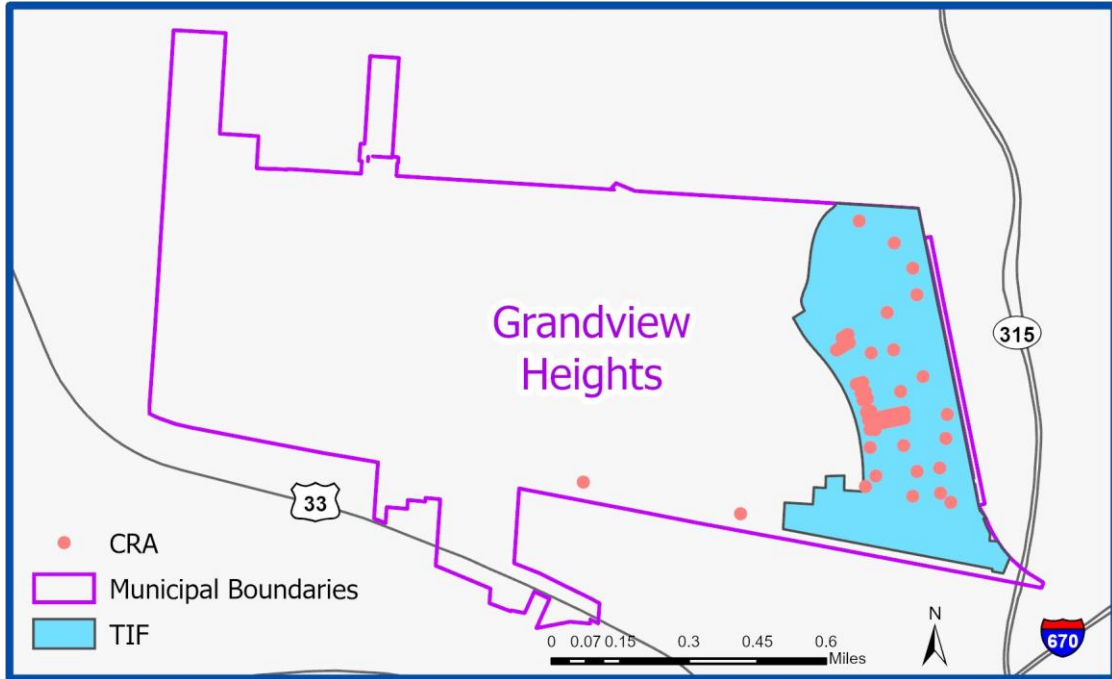 Grandview
Heights
315
33
CRA
Municipal Boundaries
TIF
0 0.07 0.15 0.3 0.45 0.6
Miles
N
670